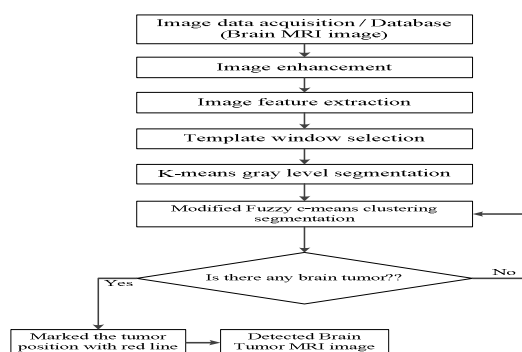 Image data acquisition / Database
(Brain MRI image)
Image enhancement
Image feature extraction
Template window selection
K-means gray level segmentation
Modified Fuzzy c-means clustering
segmentation
Is there any brain tumor??
Yes
No
Marked the tumor
position with red line
Detected Brain
Tumor MRI image